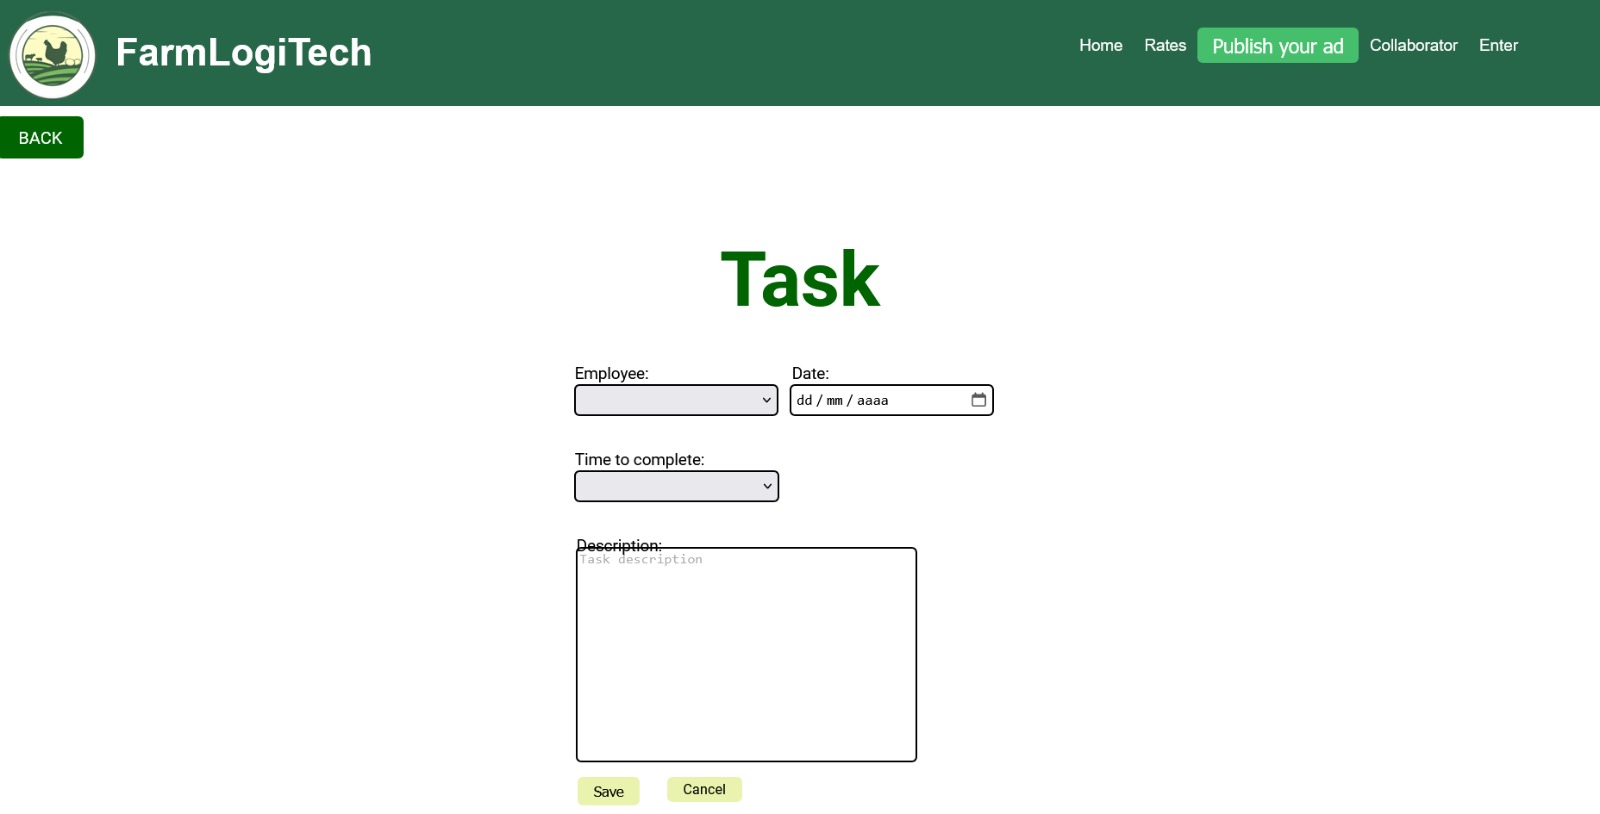 FarmLogiTech
Home Rates Publish your ad Collaborator Enter
BACK
Task
Employee: Date:
dd / mm / aaaa
Time to complete:
Description:
Task description
Save Cancel